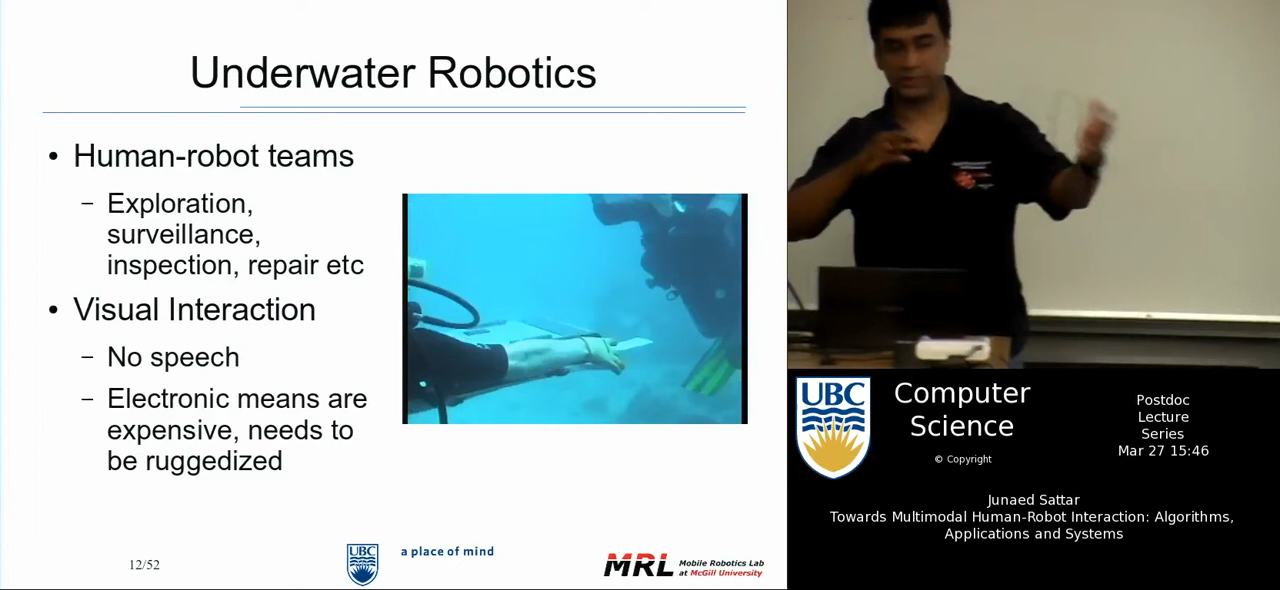 Underwater Robotics
• Human-robot teams
– Exploration,
surveillance,
inspection, repair etc
• Visual Interaction
– No speech
– Electronic means are
expensive, needs to
be ruggedized
12/52
UBC
a place of mind
MRL
Mobile Robotics Lab
at McGill University
UBC
Computer
Science
© Copyright
Postdoc
Lecture
Series
Mar 27 15:46
Junaed Sattar
Towards Multimodal Human-Robot Interaction: Algorithms,
Applications and Systems